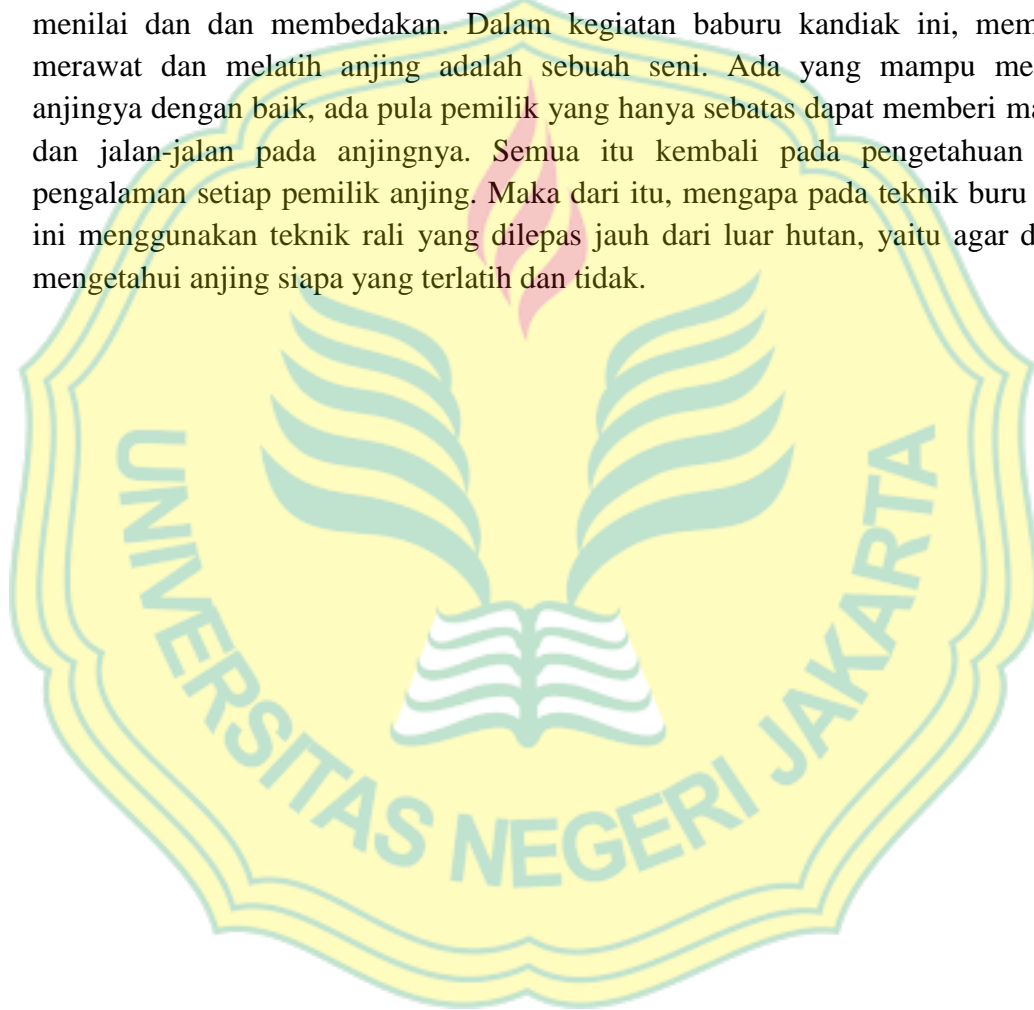 menilai dan dan membedakan. Dalam kegiatan baburu kandiak ini, mem
merawat dan melatih anjing adalah sebuah seni. Ada yang mampu me
anjingya dengan baik, ada pula pemilik yang hanya sebatas dapat memberi ma
dan jalan-jalan pada anjingnya. Semua itu kembali pada pengetahuan
pengalaman setiap pemilik anjing. Maka dari itu, mengapa pada teknik buru
ini menggunakan teknik rali yang dilepas jauh dari luar hutan, yaitu agar d
mengetahui anjing siapa yang terlatih dan tidak.
UNIVERSITAS NEGERI JAKARTA